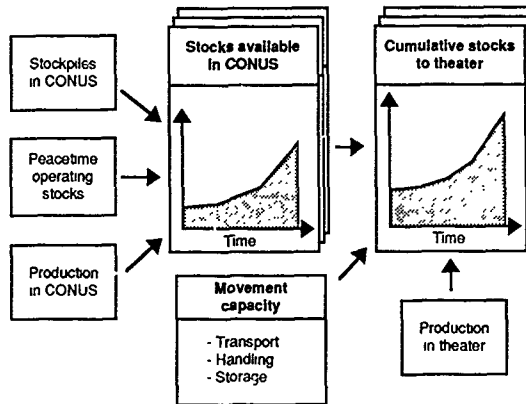 Stockpiles
in CONUS
Peacetime
operating
stocks
Production
in CONUS
Stocks available
in CONUS
Time
Movement
capacity
- Transport
- Handling
- Storage
Cumulative stocks
to theater
Time
Production
in theater